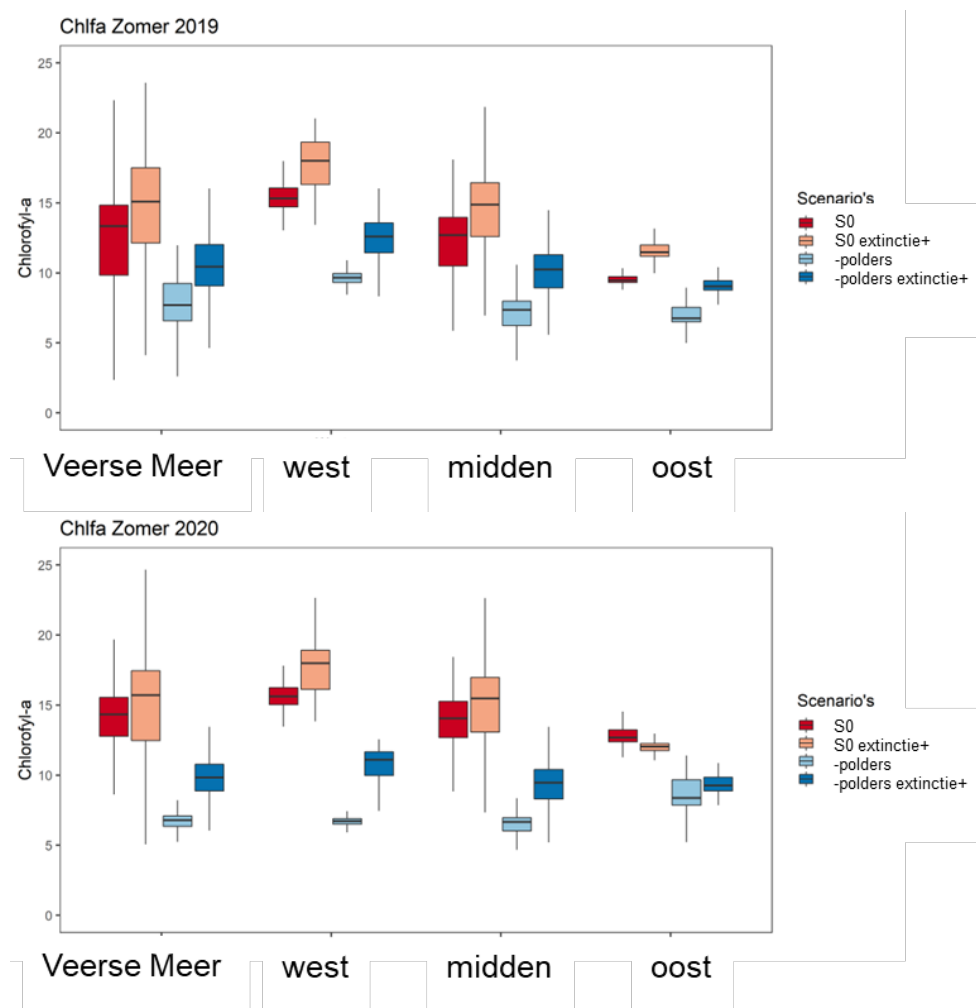 Chlfa Zomer 2019
Chlorofyl-a
25
20
15
10
5
0
Veerse Meer
west
midden
oost
Scenario's
S0
S0 extinctie+
-polders
-polders extinctie+
Chlfa Zomer 2020
Chlorofyl-a
25
20
15
10
5
0
Veerse Meer
west
midden
oost
Scenario's
S0
S0 extinctie+
-polders
-polders extinctie+